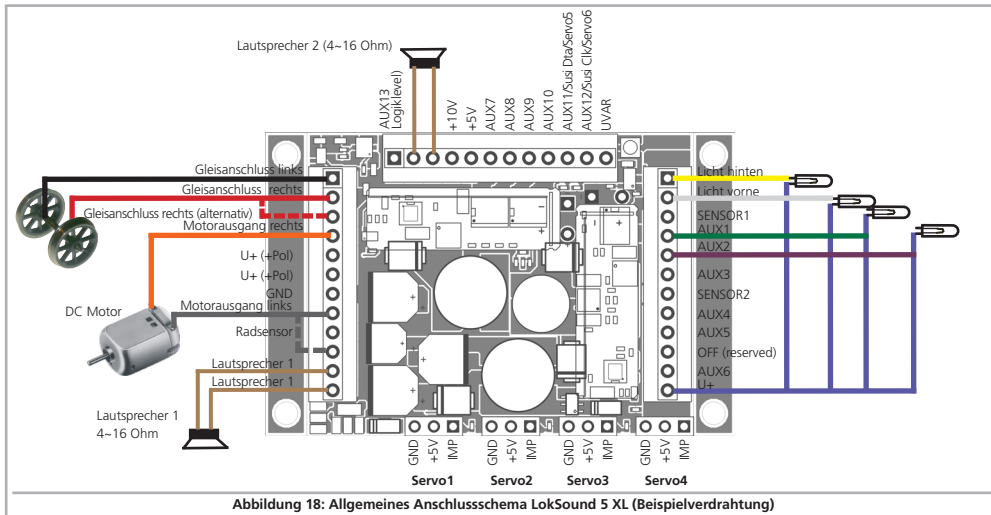 Lautsprecher 2 (4~16 Ohm)
AUX13
Logiklevel
+10V
+5V
AUX7
AUX8
AUX9
AUX10
AUX11/Susi Dta/Servo5
AUX12/Susi Clk/Servo6
UVAR
Gleisanschluss links
Gleisanschluss rechts
Gleisanschluss rechts (alternativ)
Motorausgang rechts
U+ (+Pol)
U+ (+Pol)
GND
Motorausgang links
Radsensor
Lautsprecher 1
Lautsprecher 1
DC Motor
Lautsprecher 1
4~16 Ohm
Licht hinten
Licht vorne
SENSOR1
AUX1
AUX2
AUX3
SENSOR2
AUX4
AUX5
OFF (reserved)
AUX6
U+
GND
+5V
IMP
GND
+5V
IMP
GND
+5V
IMP
GND
+5V
IMP
Servo1
Servo2
Servo3
Servo4
Abbildung 18: Allgemeines Anschlussschema LokSound 5 XL (Beispielverdrahtung)